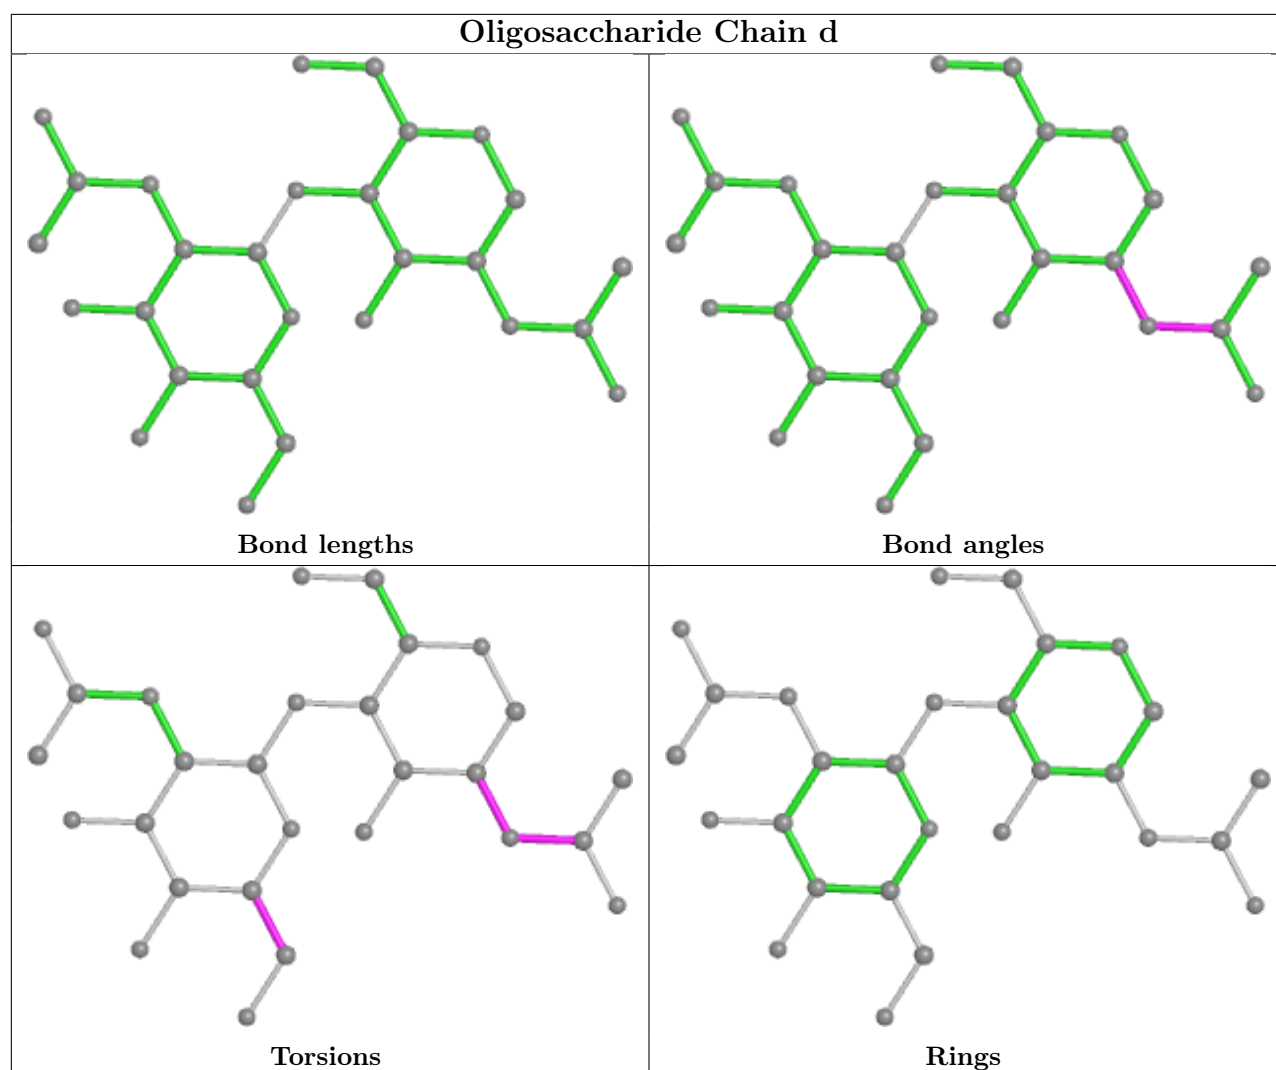 Oligosaccharide Chain d
Bond lengths
Bond angles
Torsions
Rings